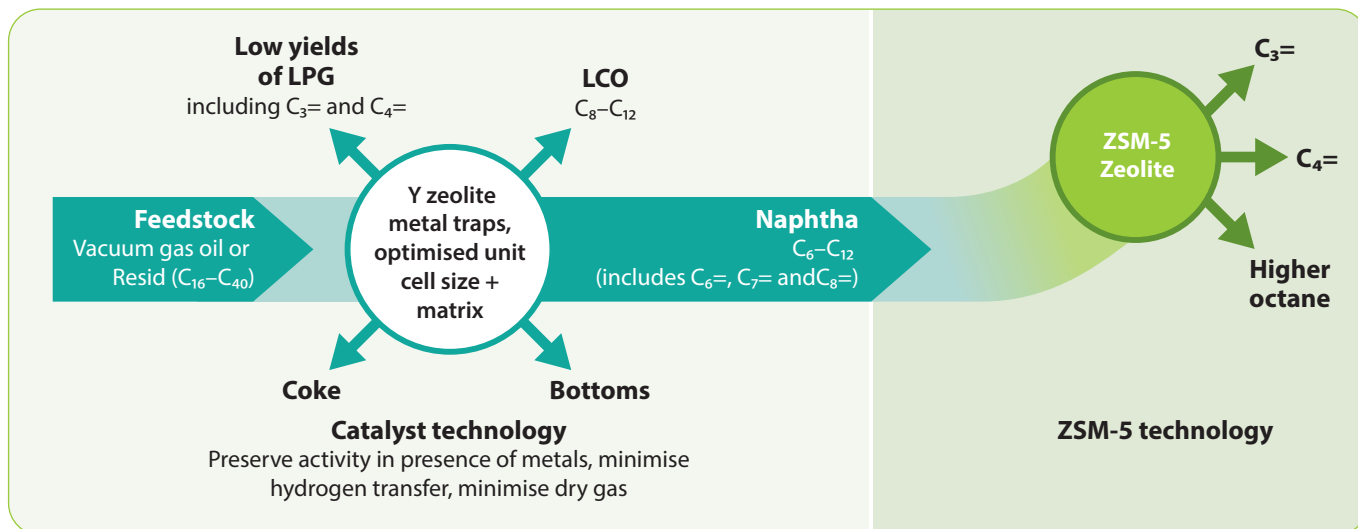 Low yields
of LPG
including C₃= and C₄=
LCO
C₈–C₁₂
Feedstock
Vacuum gas oil or
Resid (C₁₆–C₄₀)
Y zeolite
metal traps,
optimised unit
cell size +
matrix
Naphtha
C₆–C₁₂
(includes C₆=, C₇= andC₈=)
Coke
Bottoms
Catalyst technology
Preserve activity in presence of metals, minimise
hydrogen transfer, minimise dry gas
ZSM-5
Zeolite
C₃=
C₄=
Higher
octane
ZSM-5 technology